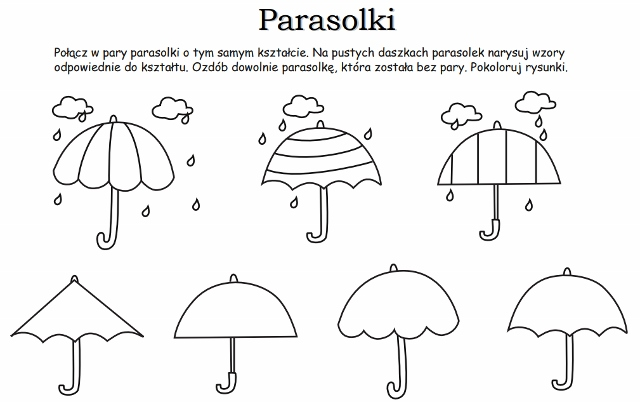 Parasolki
Połącz w pary parasolki o tym samym kształcie. Na pustych daszkach parasolek narysuj wzory
odpowiednie do kształtu. Ozdób dowolnie parasolkę, która została bez pary. Pokoloruj rysunki.